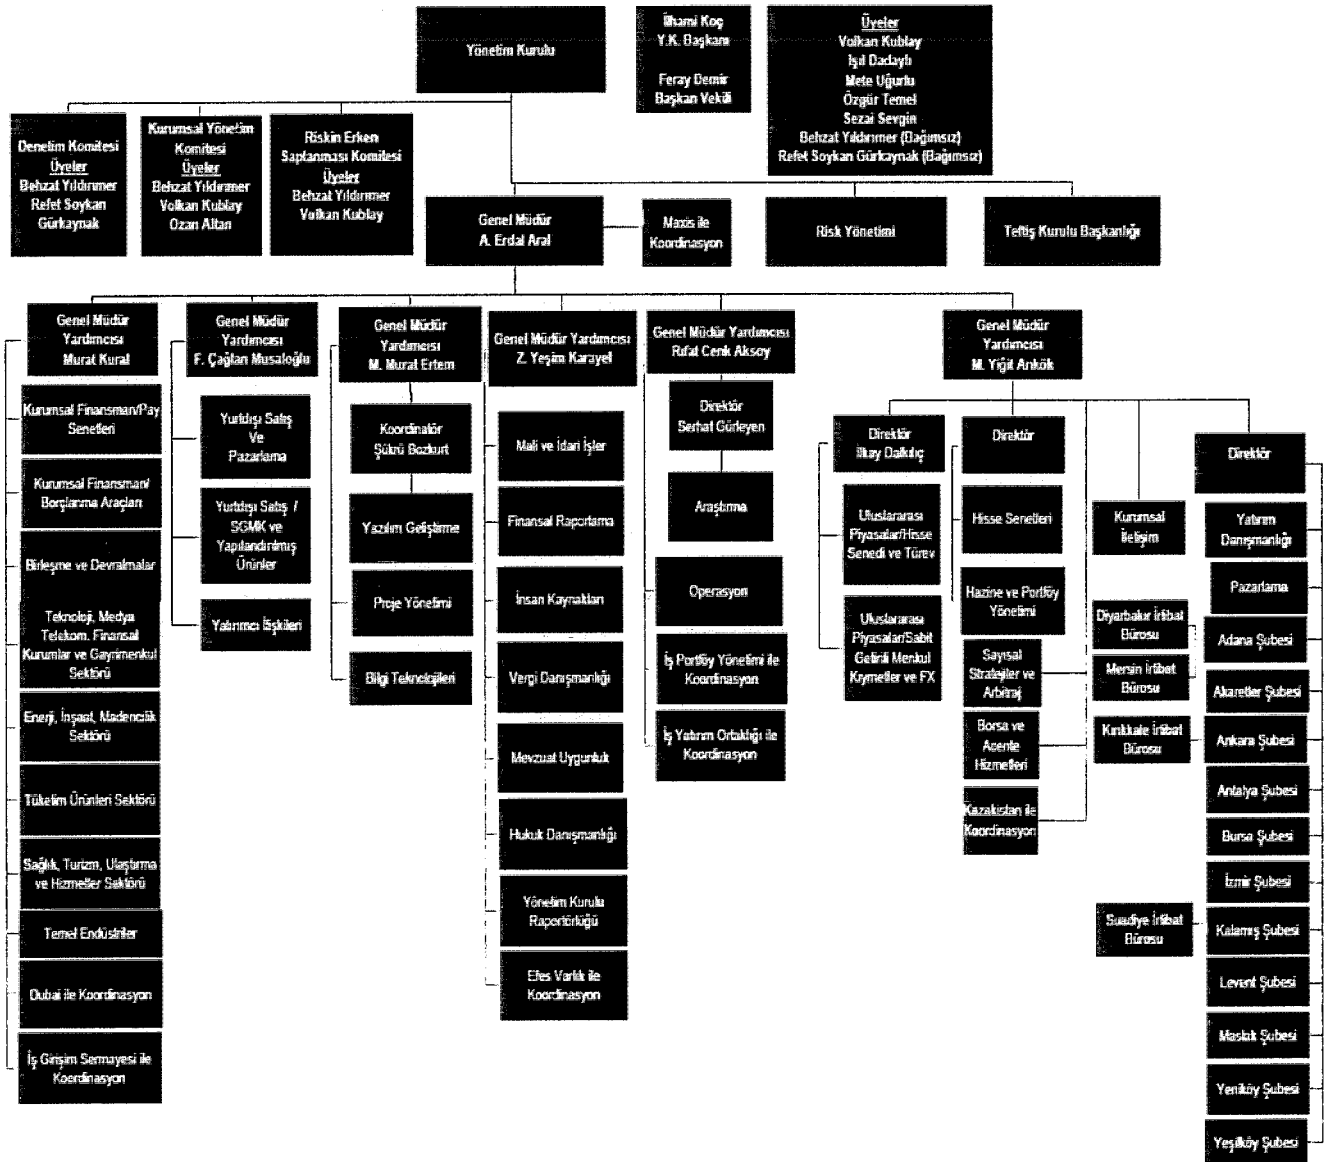 Yönetim Kurulu
İlhami Koç
Y.K. Başkanı
Feray Demir
Başkan Vekili
Üyeler
Volkan Kublay
Işıl Dadaylı
Mete Uğurlu
Özgür Temel
Sezai Sevgin
Behzat Yıldırımer (Bağımsız)
Refet Soykan Gürkaynak (Bağımsız)
Denetim Komitesi
Üyeler
Behzat Yıldırımer
Refet Soykan
Gürkaynak
Kurumsal Yönetim
Komitesi
Üyeler
Behzat Yıldırımer
Volkan Kublay
Ozan Altan
Riskin Erken
Saptanması Komitesi
Üyeler
Behzat Yıldırımer
Volkan Kublay
Genel Müdür
A. Erdal Aral
Maxis ile
Koordinasyon
Risk Yönetimi
Teftiş Kurulu Başkanlığı
Genel Müdür
Yardımcısı
Murat Kural
Kurumsal Finansman/Pay
Senetleri
Kurumsal Finansman/
Borçlanma Araçları
Birleşme ve Devralmalar
Teknoloji, Medya
Telekom, Finansal
Kurumlar ve Gayrimenkul
Sektörü
Enerji, İnşaat, Madencilik
Sektörü
Tüketim Ürünleri Sektörü
Sağlık, Turizm, Ulaştırma
ve Hizmetler Sektörü
Temel Endüstriler
Dubai ile Koordinasyon
İş Girişim Sermayesi ile
Koordinasyon
Genel Müdür
Yardımcısı
F. Çağlan Mursaloğlu
Yurtdışı Satış
Ve
Pazarlama
Yurtdışı Satış /
SGMK ve
Yapılandırılmış
Ürünler
Yatırımcı İlişkileri
Genel Müdür
Yardımcısı
M. Murat Ertem
Koordinatör
Şükrü Bozkurt
Yazılım Geliştirme
Proje Yönetimi
Bilgi Teknolojileri
Genel Müdür Yardımcısı
Z. Yeşim Karayel
Mali ve İdari İşler
Finansal Raporlama
İnsan Kaynakları
Vergi Danışmanlığı
Mevzuat Uygunluk
Hukuk Danışmanlığı
Yönetim Kurulu
Raportörlüğü
Efes Varlık ile
Koordinasyon
Genel Müdür Yardımcısı
Rıfat Cenk Aksoy
Direktör
Serhat Gürleyen
Araştırma
Operasyon
İş Portföy Yönetimi ile
Koordinasyon
İş Yatırım Ortaklığı ile
Koordinasyon
Genel Müdür
Yardımcısı
M. Yiğit Arıkök
Direktör
İlkay Dalkılıç
Uluslararası
Piyasalar/Hisse
Senedi ve Türev
Uluslararası
Piyasalar/Sabit
Getirili Menkul
Kıymetler ve FX
Direktör
Hisse Senetleri
Hazine ve Portföy
Yönetimi
Sayısal
Stratejiler ve
Arbitraj
Borsa ve
Acente
Hizmetleri
Kazakistan ile
Koordinasyon
Kurumsal
İletişim
Diyarbakır İrtibat
Bürosu
Mersin İrtibat
Bürosu
Kırıkkale İrtibat
Bürosu
Suadiye İrtibat
Bürosu
Direktör
Yatırım
Danışmanlığı
Pazarlama
Adana Şubesi
Akaretler Şubesi
Ankara Şubesi
Antalya Şubesi
Bursa Şubesi
İzmir Şubesi
Kalamış Şubesi
Levent Şubesi
Maslak Şubesi
Yeniköy Şubesi
Yeşilköy Şubesi